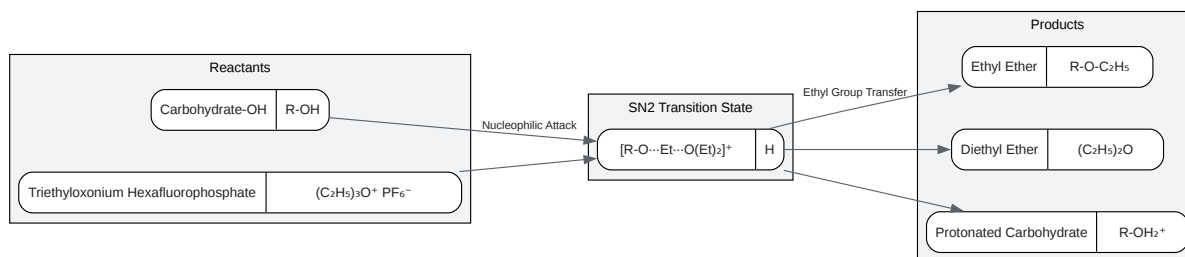 Reactants
Carbohydrate-OH
R-OH
Triethyloxonium Hexafluorophosphate
(C₂H₅)₃O⁺ PF₆⁻
Nucleophilic Attack
SN2 Transition State
[R-O···Et···O(Et)₂]⁺
H
Ethyl Group Transfer
Products
Ethyl Ether
R-O-C₂H₅
Diethyl Ether
(C₂H₅)₂O
Protonated Carbohydrate
R-OH₂⁺